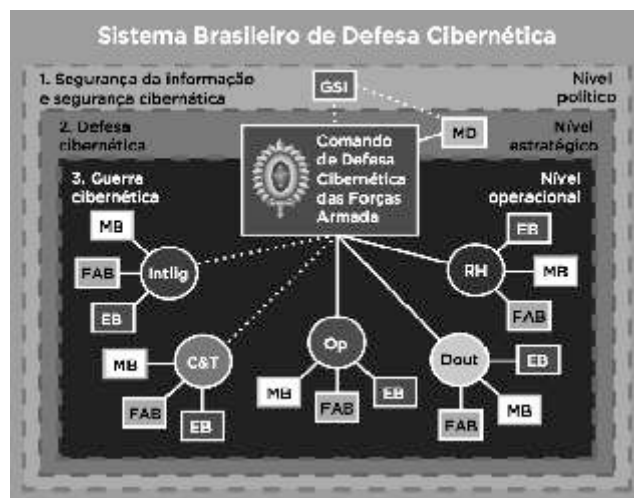 Sistema Brasileiro de Defesa Cibernética
1. Segurança da informação
e segurança cibernática
Nível
político
GSI
2. Defesa
cibernética
MD
Nível
estratégico
Comando
de Defesa
Cibernética
das Forças
Armada
3. Guerra
cibernética
Nível
operacional
MB
FAB
EB
Intlig
RH
EB
MB
FAB
MB
FAB
EB
C&T
Op
MB
FAB
EB
Dout
EB
MB
FAB